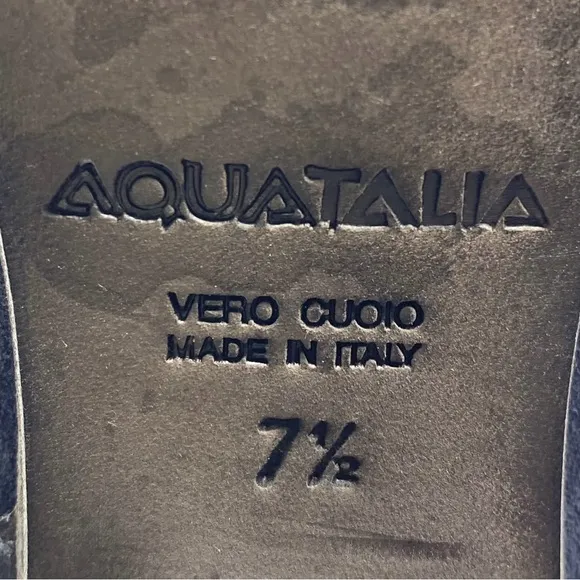 AQUATALIA
VERO CUOIO
MADE IN ITALY
7½